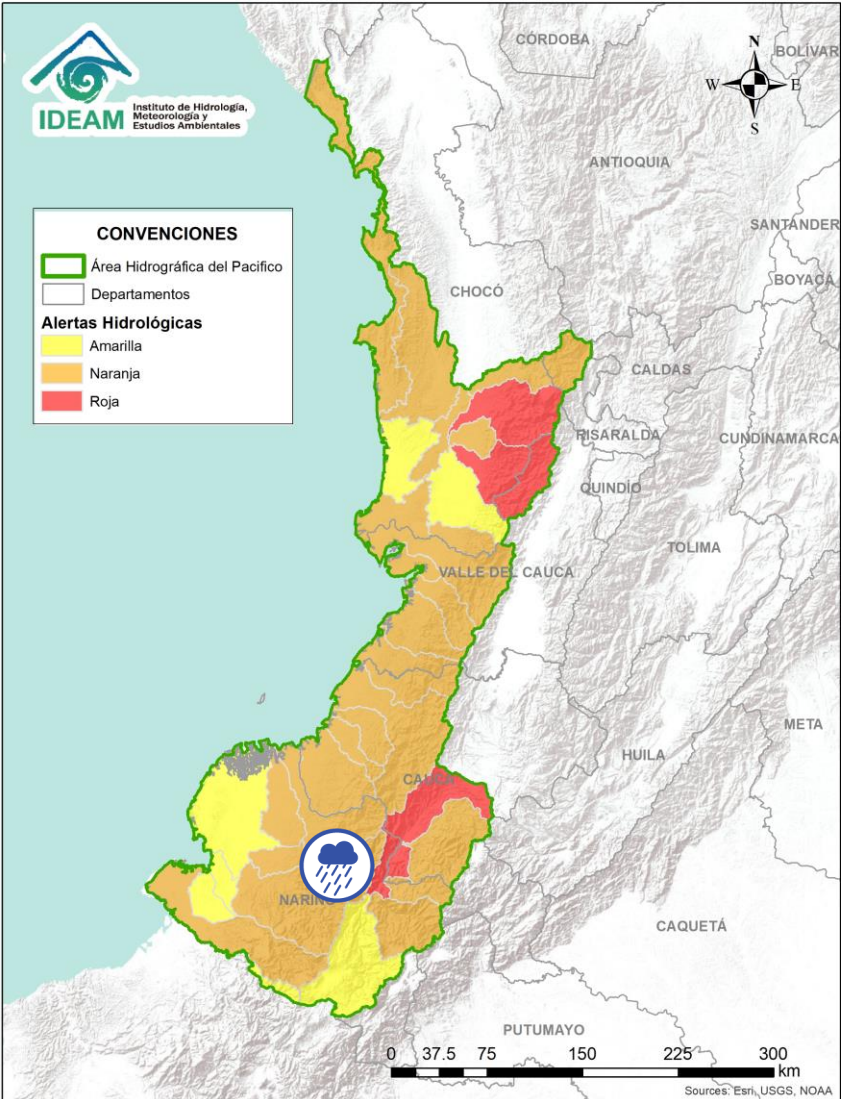 IDEAM
Instituto de Hidrología,
Meteorología y
Estudios Ambientales
N
W
E
S
CÓRDOBA
BOLÍVAR
ANTIOQUIA
SANTANDER
BOYACÁ
CHOCÓ
CONVENCIONES
Área Hidrográfica del Pacifico
Departamentos
Alertas Hidrológicas
Amarilla
Naranja
Roja
CALDAS
RISARALDA
CUNDINAMARCA
QUINDÍO
TOLIMA
VALLE DEL CAUCA
META
HUILA
CAUCA
NARIÑO
CAQUETÁ
PUTUMAYO
0 37.5 75 150 225 300
km
Sources: Esri, USGS, NOAA